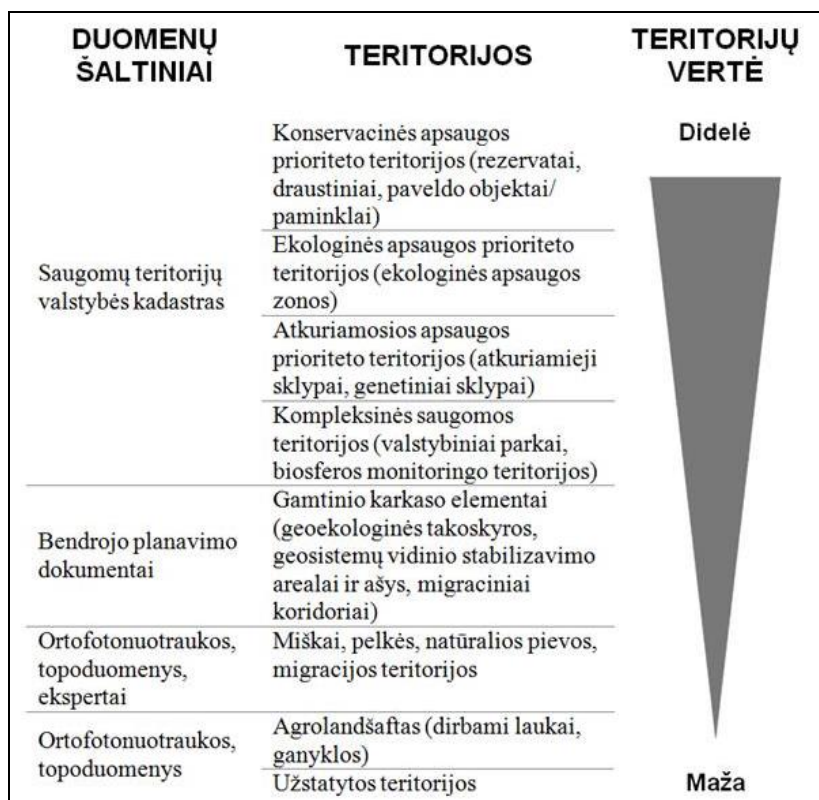 DUOMENŲ
ŠALTINIAI
TERITORIJOS
TERITORIJŲ
VERTĖ
Didelė
Saugomų teritorijų
valstybės kadastras
Konservacinės apsaugos
prioriteto teritorijos (rezervatai,
draustiniai, paveldo objektai/
paminklai)
Ekologinės apsaugos prioriteto
teritorijos (ekologinės apsaugos
zonos)
Atkuriamosios apsaugos
prioriteto teritorijos (atkuriamieji
sklypai, genetiniai sklypai)
Kompleksinės saugomos
teritorijos (valstybiniai parkai,
biosferos monitoringo teritorijos)
Bendrojo planavimo
dokumentai
Gamtinio karkaso elementai
(geoekologinės takoskyros,
geosistemų vidinio stabilizavimo
arealai ir ašys, migraciniai
koridoriai)
Ortofotonuotraukos,
topoduomenys,
ekspertai
Miškai, pelkės, natūralios pievos,
migracijos teritorijos
Ortofotonuotraukos,
topoduomenys
Agrolandšaftas (dirbami laukai,
ganyklos)
Užstatytos teritorijos
Maža